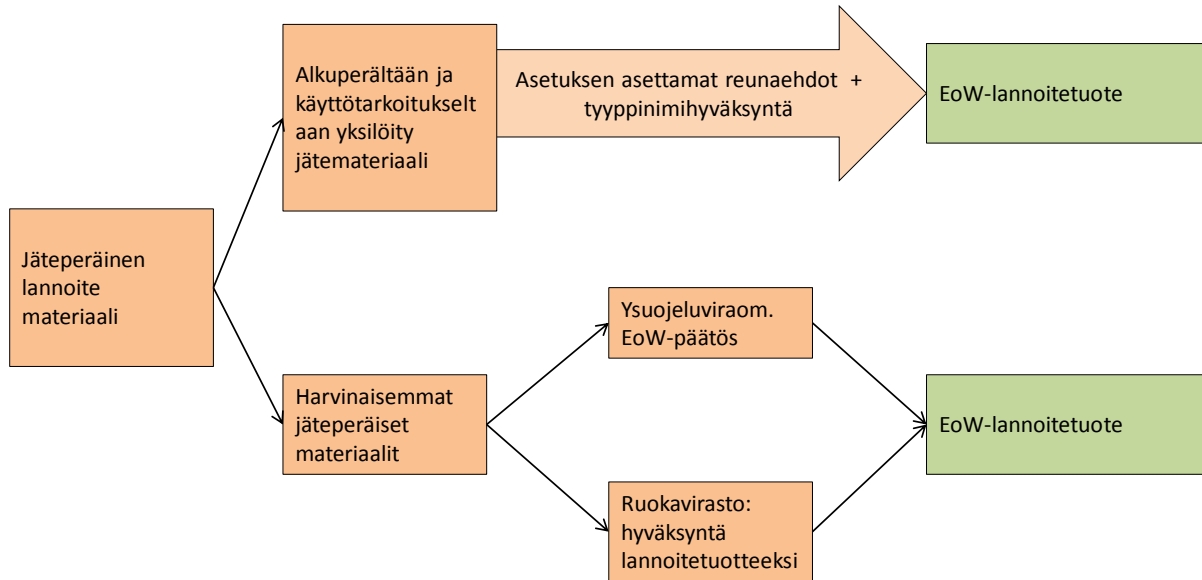 Alkuperältään ja
käyttötarkoitukselt
aan yksilöity
jätemateriaali
Asetuksen asettamat reunaehdot +
tyyppinimihyväksyntä
EoW-lannoitetuote
Jäteperäinen
lannoite
materiaali
Ysuojeluviraom.
EoW-päätös
Harvinaisemmat
jäteperäiset
materiaalit
EoW-lannoitetuote
Ruokavirasto:
hyväksyntä
lannoitetuotteeksi